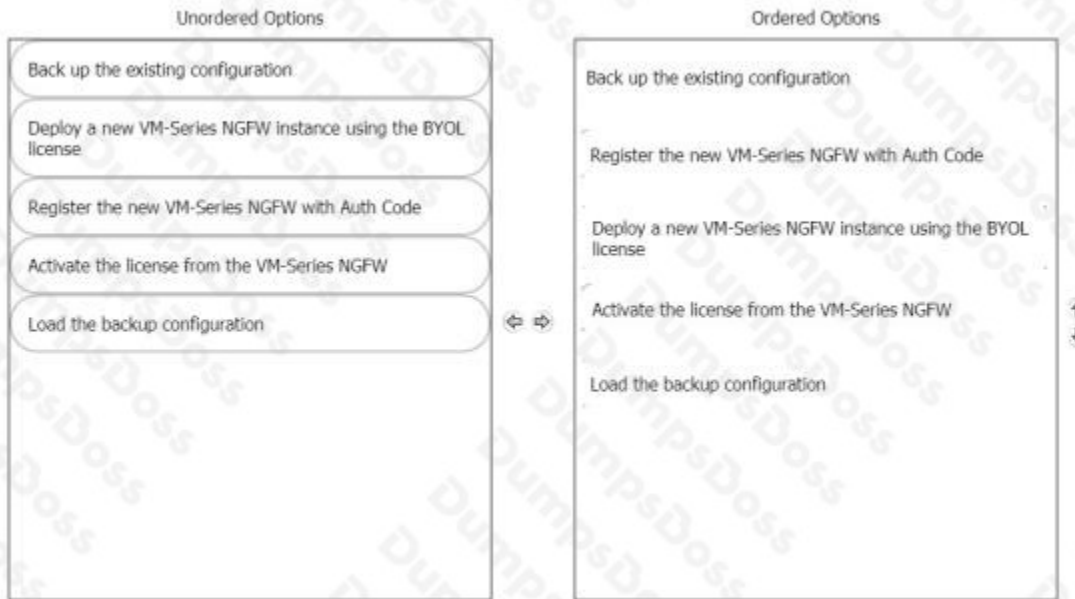 Unordered Options
Back up the existing configuration
Deploy a new VM-Series NGFW instance using the BYOL
license
Register the new VM-Series NGFW with Auth Code
Activate the license from the VM-Series NGFW
Load the backup configuration
Ordered Options
Back up the existing configuration
Register the new VM-Series NGFW with Auth Code
Deploy a new VM-Series NGFW instance using the BYOL
license
Activate the license from the VM-Series NGFW
Load the backup configuration
DumpsDoss